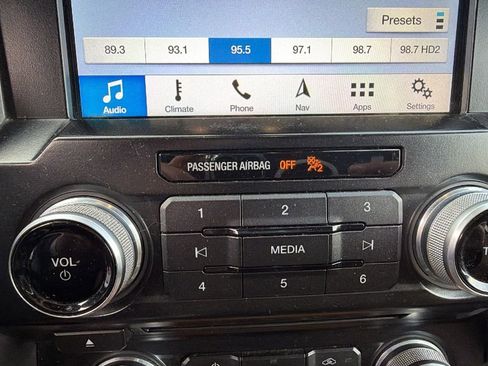 Presets
89.3 93.1 95.5 97.1 98.7 98.7 HD2
Audio Climate Phone Nav Apps Settings
PASSENGER AIRBAG OFF 2
1 2 3
VOL MEDIA T
4 5 6